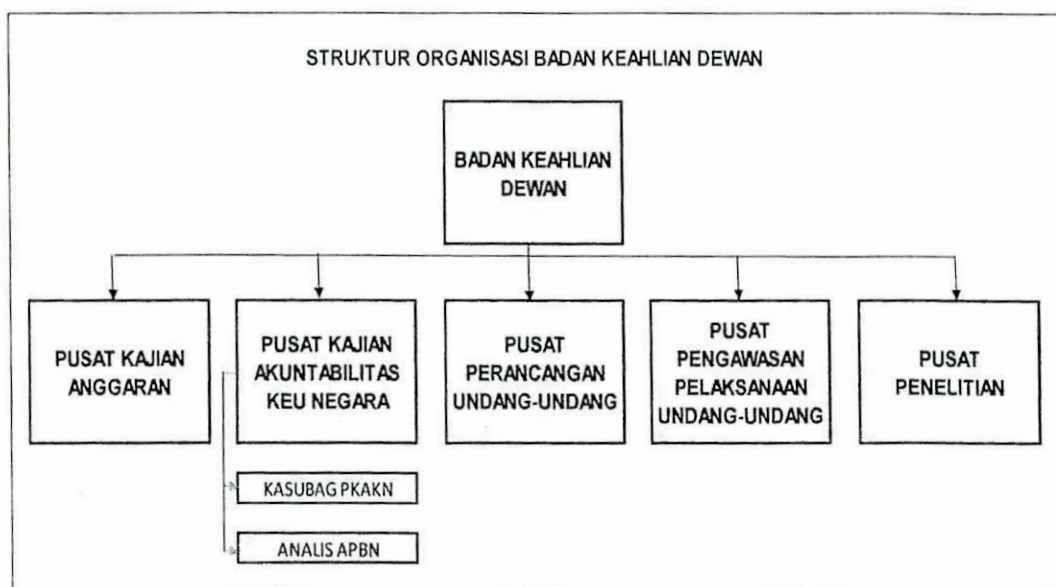 STRUKTUR ORGANISASI BADAN KEAHLIAN DEWAN
BADAN KEAHLIAN
DEWAN
PUSAT KAJIAN
ANGGARAN
PUSAT KAJIAN
AKUNTABILITAS
KEU NEGARA
PUSAT
PERANCANGAN
UNDANG-UNDANG
PUSAT
PENGAWASAN
PELAKSANAAN
UNDANG-UNDANG
PUSAT
PENELITIAN
KASUBAG PKAKN
ANALIS APBN